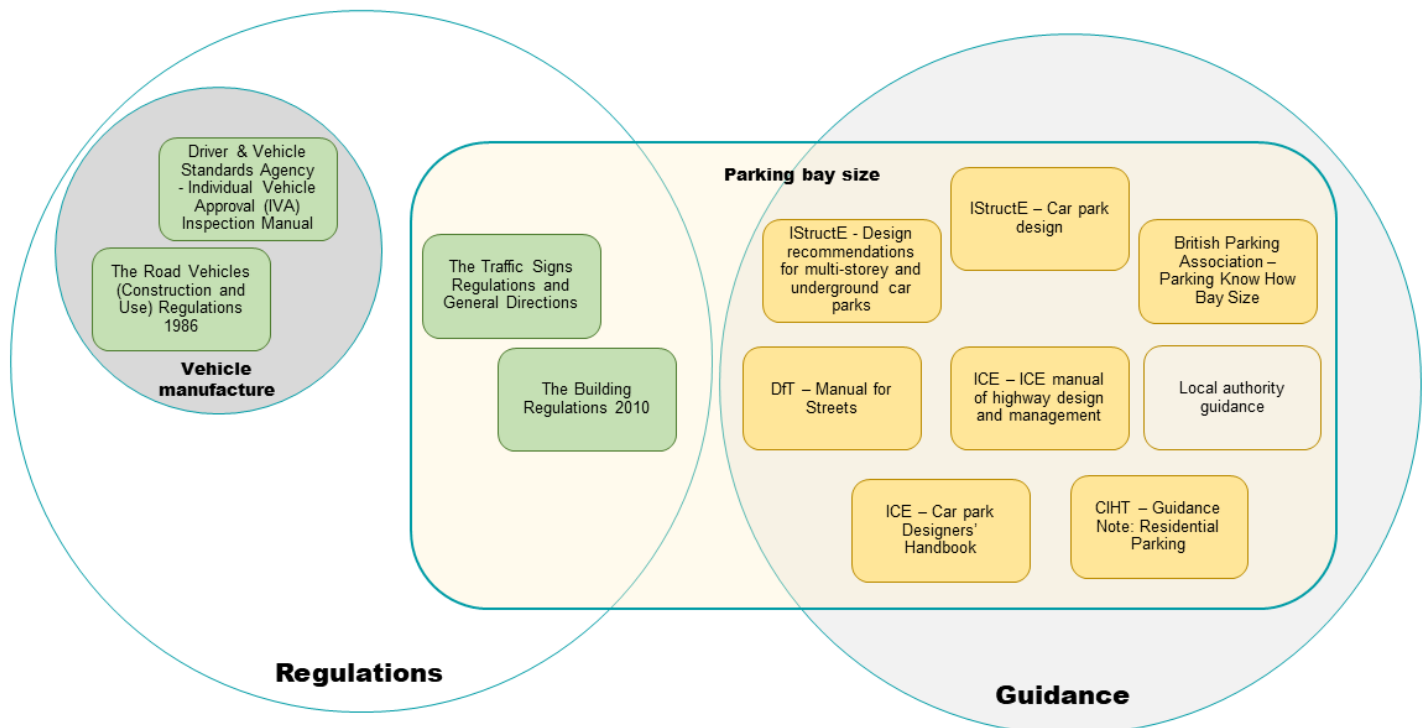 Driver & Vehicle
Standards Agency
- Individual Vehicle
Approval (IVA)
Inspection Manual
The Road Vehicles
(Construction and
Use) Regulations
1986
Vehicle
manufacture
Parking bay size
The Traffic Signs
Regulations and
General Directions
The Building
Regulations 2010
IStructE - Design
recommendations
for multi-storey and
underground car
parks
IStructE – Car park
design
British Parking
Association –
Parking Know How
Bay Size
DfT – Manual for
Streets
ICE – ICE manual
of highway design
and management
Local authority
guidance
ICE – Car park
Designers’
Handbook
CIHT – Guidance
Note: Residential
Parking
Regulations
Guidance